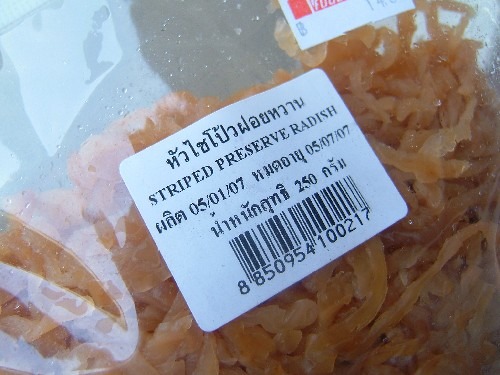 หัวไชโป้วฝอยหวาน
STRIPED PRESERVE RADISH
ผลิต 05/01/07 หมดอายุ 05/07/07
น้ำหนักสุทธิ 250 กรัม
8 850954 100217